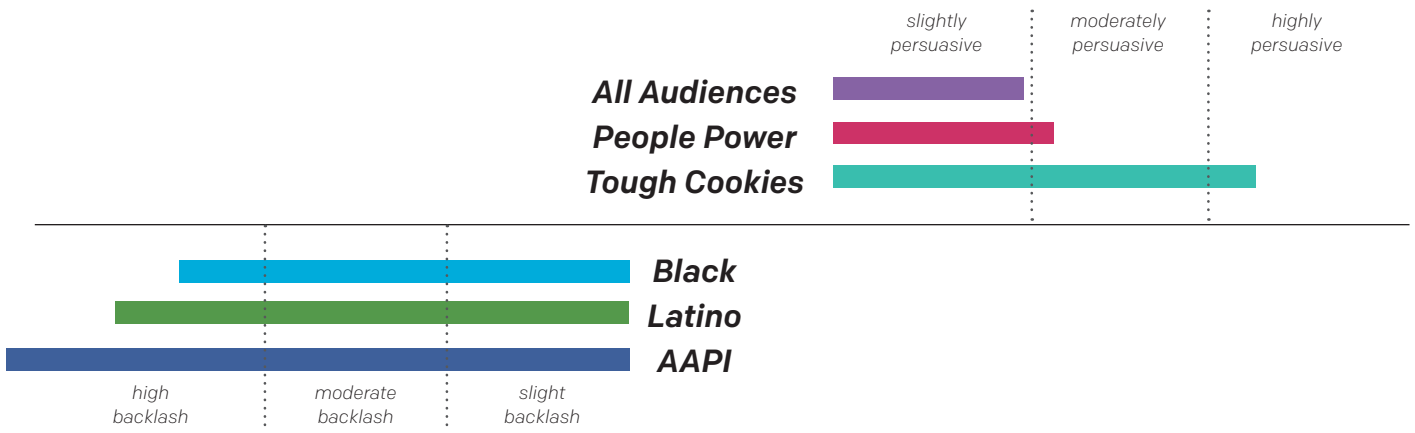 slightly
persuasive
moderately
persuasive
highly
persuasive
All Audiences
People Power
Tough Cookies
Black
Latino
AAPI
high
backlash
moderate
backlash
slight
backlash